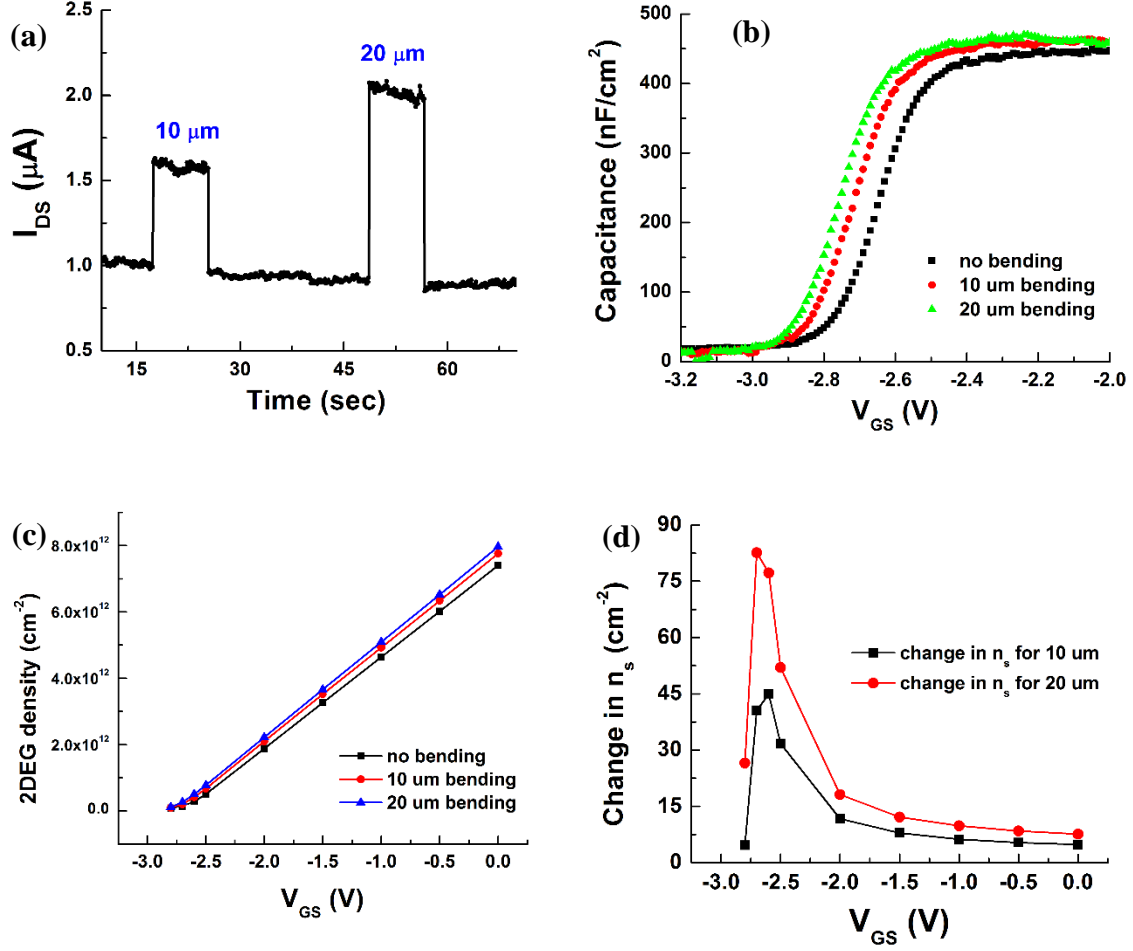 (a)
20 μm
10 μm
2.5
2.0
1.5
1.0
0.5
I_DS (μA)
15
30
45
60
Time (sec)
(b)
500
400
300
200
100
0
Capacitance (nF/cm²)
no bending
10 um bending
20 um bending
-3.2
-3.0
-2.8
-2.6
-2.4
-2.2
-2.0
V_GS (V)
(c)
8.0x10¹²
6.0x10¹²
4.0x10¹²
2.0x10¹²
0.0
2DEG density (cm⁻²)
no bending
10 um bending
20 um bending
-3.0
-2.5
-2.0
-1.5
-1.0
-0.5
0.0
V_GS (V)
(d)
90
75
60
45
30
15
0
Change in n_s (cm⁻²)
change in n_s for 10 um
change in n_s for 20 um
-3.0
-2.5
-2.0
-1.5
-1.0
-0.5
0.0
V_GS (V)